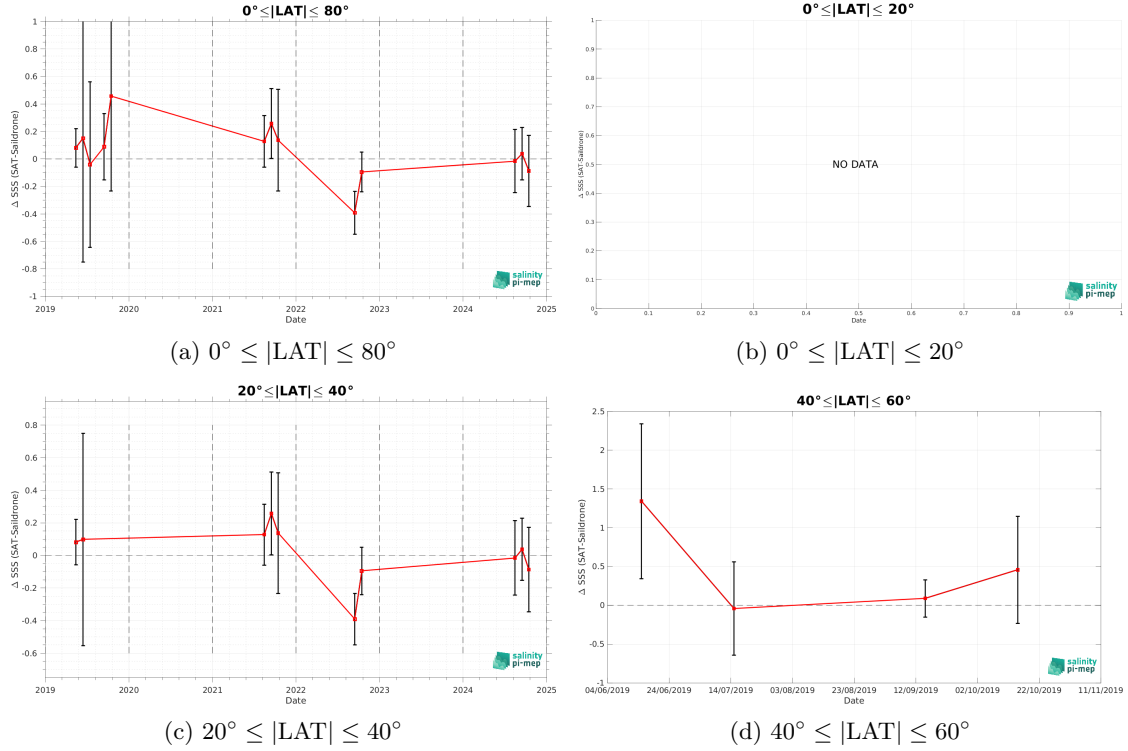 0°≤|LAT|≤ 80°
Δ SSS (SAT-Saildrone)
1
0.8
0.6
0.4
0.2
0
-0.2
-0.4
-0.6
-0.8
-1
2019 2020 2021 2022 2023 2024 2025
Date
salinity
pi-mep
(a) 0° ≤ |LAT| ≤ 80°
0°≤|LAT|≤ 20°
Δ SSS (SAT-Saildrone)
1
0.9
0.8
0.7
0.6
0.5
0.4
0.3
0.2
0.1
0
NO DATA
0 0.1 0.2 0.3 0.4 0.5 0.6 0.7 0.8 0.9 1
Date
salinity
pi-mep
(b) 0° ≤ |LAT| ≤ 20°
20°≤|LAT|≤ 40°
Δ SSS (SAT-Saildrone)
0.8
0.6
0.4
0.2
0
-0.2
-0.4
-0.6
2019 2020 2021 2022 2023 2024 2025
Date
salinity
pi-mep
(c) 20° ≤ |LAT| ≤ 40°
40°≤|LAT|≤ 60°
Δ SSS (SAT-Saildrone)
2.5
2
1.5
1
0.5
0
-0.5
-1
04/06/2019 24/06/2019 14/07/2019 03/08/2019 23/08/2019 12/09/2019 02/10/2019 22/10/2019 11/11/2019
Date
salinity
pi-mep
(d) 40° ≤ |LAT| ≤ 60°